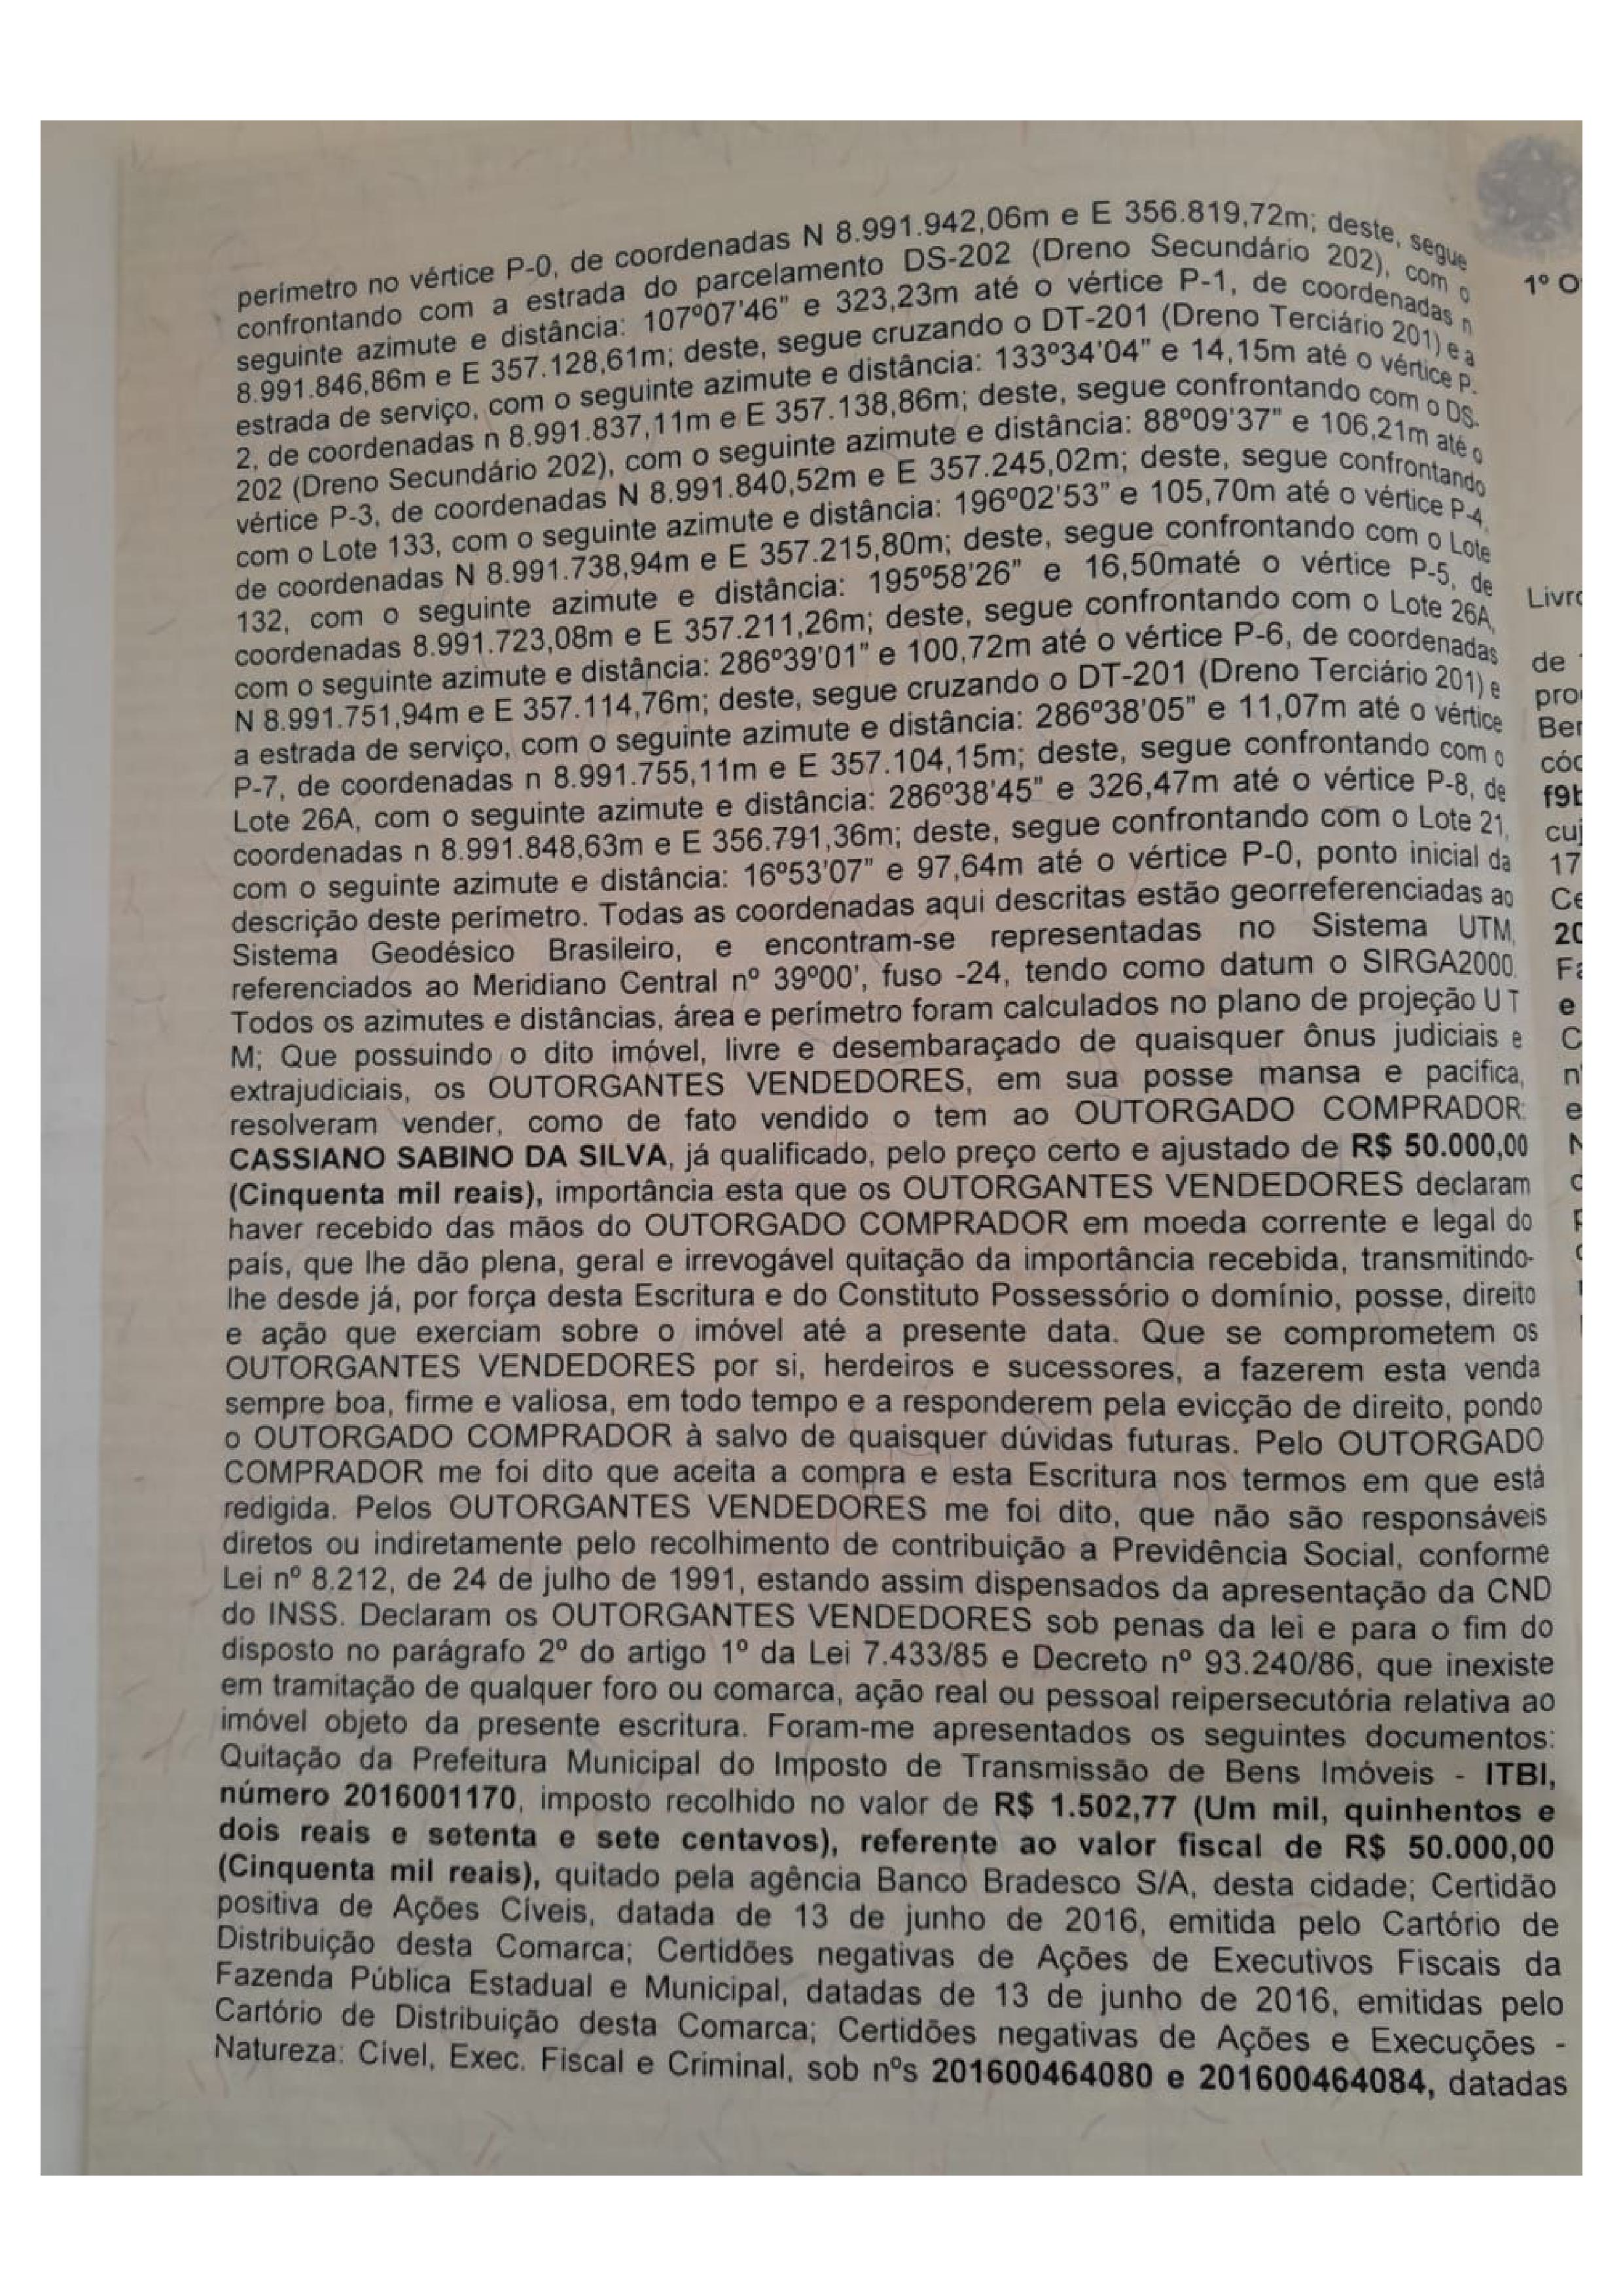 perímetro no vértice P-0, de coordenadas N 8.991.942,06m e E 356.819,72m; deste, segue
confrontando com a estrada do parcelamento DS-202 (Dreno Secundário 202), com o
seguinte azimute e distância: 107º07'46" e 323,23m até o vértice P-1, de coordenadas n
8.991.846,86m e E 357.128,61m; deste, segue cruzando o DT-201 (Dreno Terciário 201) e a
estrada de serviço, com o seguinte azimute e distância: 133º34'04" e 14,15m até o vértice P-
2, de coordenadas n 8.991.837,11m e E 357.138,86m; deste, segue confrontando com o DS-
202 (Dreno Secundário 202), com o seguinte azimute e distância: 88º09'37" e 106,21m até o
vértice P-3, de coordenadas N 8.991.840,52m e E 357.245,02m; deste, segue confrontando
com o Lote 133, com o seguinte azimute e distância: 196º02'53" e 105,70m até o vértice P-4,
de coordenadas N 8.991.738,94m e E 357.215,80m; deste, segue confrontando com o Lote
132, com o seguinte azimute e distância: 195º58'26" e 16,50maté o vértice P-5, de
coordenadas 8.991.723,08m e E 357.211,26m; deste, segue confrontando com o Lote 26A,
com o seguinte azimute e distância: 286º39'01" e 100,72m até o vértice P-6, de coordenadas
N 8.991.751,94m e E 357.114,76m; deste, segue cruzando o DT-201 (Dreno Terciário 201) e
a estrada de serviço, com o seguinte azimute e distância: 286º38'05" e 11,07m até o vértice
P-7, de coordenadas n 8.991.755,11m e E 357.104,15m; deste, segue confrontando com o
Lote 26A, com o seguinte azimute e distância: 286º38'45" e 326,47m até o vértice P-8, de
coordenadas n 8.991.848,63m e E 356.791,36m; deste, segue confrontando com o Lote 21,
com o seguinte azimute e distância: 16º53'07" e 97,64m até o vértice P-0, ponto inicial da
descrição deste perímetro. Todas as coordenadas aqui descritas estão georreferenciadas ao
Sistema Geodésico Brasileiro, e encontram-se representadas no Sistema UTM,
referenciados ao Meridiano Central nº 39º00', fuso -24, tendo como datum o SIRGA2000.
Todos os azimutes e distâncias, área e perímetro foram calculados no plano de projeção U T
M; Que possuindo o dito imóvel, livre e desembaraçado de quaisquer ônus judiciais e
extrajudiciais, os OUTORGANTES VENDEDORES, em sua posse mansa e pacífica,
resolveram vender, como de fato vendido o tem ao OUTORGADO COMPRADOR:
CASSIANO SABINO DA SILVA, já qualificado, pelo preço certo e ajustado de R$ 50.000,00
(Cinquenta mil reais), importância esta que os OUTORGANTES VENDEDORES declaram
haver recebido das mãos do OUTORGADO COMPRADOR em moeda corrente e legal do
país, que lhe dão plena, geral e irrevogável quitação da importância recebida, transmitindo-
lhe desde já, por força desta Escritura e do Constituto Possessório o domínio, posse, direito
e ação que exerciam sobre o imóvel até a presente data. Que se comprometem os
OUTORGANTES VENDEDORES por si, herdeiros e sucessores, a fazerem esta venda
sempre boa, firme e valiosa, em todo tempo e a responderem pela evicção de direito, pondo
o OUTORGADO COMPRADOR à salvo de quaisquer dúvidas futuras. Pelo OUTORGADO
COMPRADOR me foi dito que aceita a compra e esta Escritura nos termos em que está
redigida. Pelos OUTORGANTES VENDEDORES me foi dito, que não são responsáveis
diretos ou indiretamente pelo recolhimento de contribuição a Previdência Social, conforme
Lei nº 8.212, de 24 de julho de 1991, estando assim dispensados da apresentação da CND
do INSS. Declaram os OUTORGANTES VENDEDORES sob penas da lei e para o fim do
disposto no parágrafo 2º do artigo 1º da Lei 7.433/85 e Decreto nº 93.240/86, que inexiste
em tramitação de qualquer foro ou comarca, ação real ou pessoal reipersecutória relativa ao
imóvel objeto da presente escritura. Foram-me apresentados os seguintes documentos:
Quitação da Prefeitura Municipal do Imposto de Transmissão de Bens Imóveis - ITBI,
número 2016001170, imposto recolhido no valor de R$ 1.502,77 (Um mil, quinhentos e
dois reais e setenta e sete centavos), referente ao valor fiscal de R$ 50.000,00
(Cinquenta mil reais), quitado pela agência Banco Bradesco S/A, desta cidade; Certidão
positiva de Ações Cíveis, datada de 13 de junho de 2016, emitida pelo Cartório de
Distribuição desta Comarca; Certidões negativas de Ações de Executivos Fiscais da
Fazenda Pública Estadual e Municipal, datadas de 13 de junho de 2016, emitidas pelo
Cartório de Distribuição desta Comarca; Certidões negativas de Ações e Execuções -
Natureza: Cível, Exec. Fiscal e Criminal, sob nºs 201600464080 e 201600464084, datadas
1º O
Livro
de
pro
Ber
cód
f9b
cuj
17
Ce
20
Fa
e
C
n
e